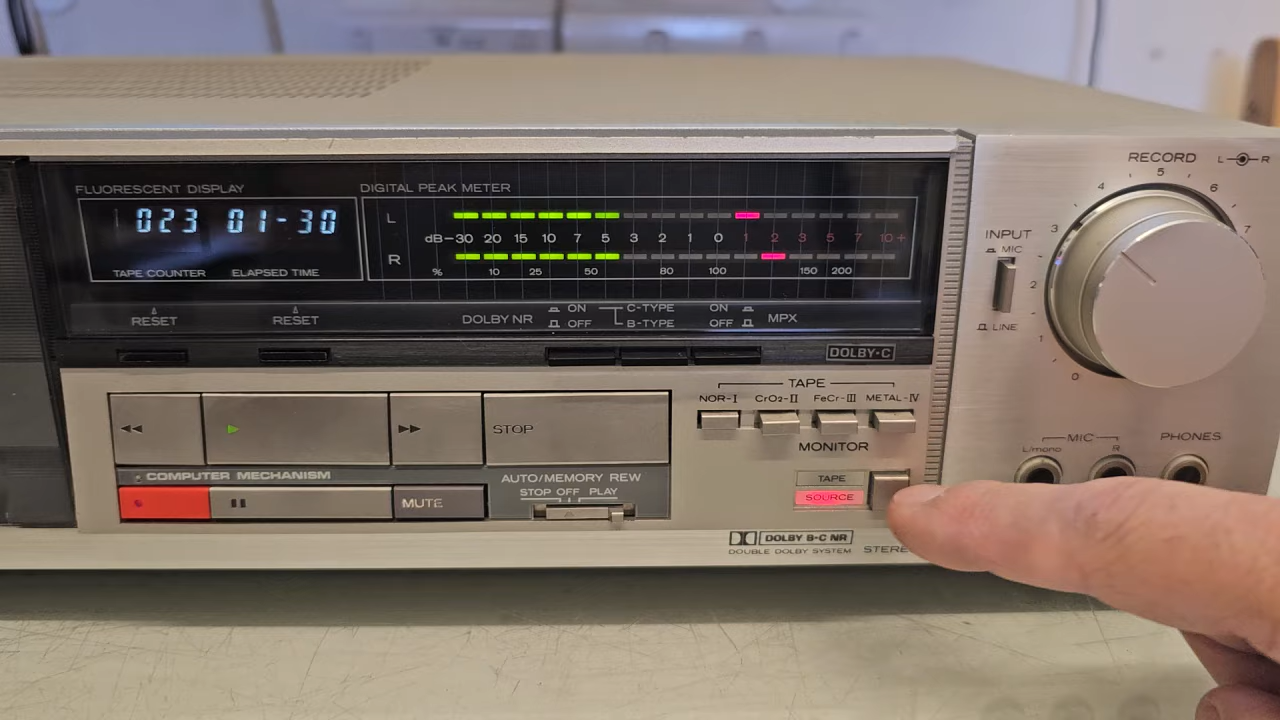 FLUORESCENT DISPLAY
023 01-30
TAPE COUNTER ELAPSED TIME
RESET RESET
DIGITAL PEAK METER
L
dB-30 20 15 10 7 5 3 2 1 0 1 2 3 5 7 10+
R
% 10 25 50 80 100 150 200
DOLBY NR ON C-TYPE ON MPX
OFF B-TYPE OFF
DOLBY-C
RECORD L R
0 1 2 3 4 5 6 7
INPUT
MIC
LINE
TAPE
NOR-I CrO2-II FeCr-III METAL-IV
MONITOR
TAPE
SOURCE
STOP
COMPUTER MECHANISM
MUTE
AUTO/MEMORY REW
STOP OFF PLAY
MIC
L/mono R
PHONES
DOLBY B-C NR
DOUBLE DOLBY SYSTEM STERE